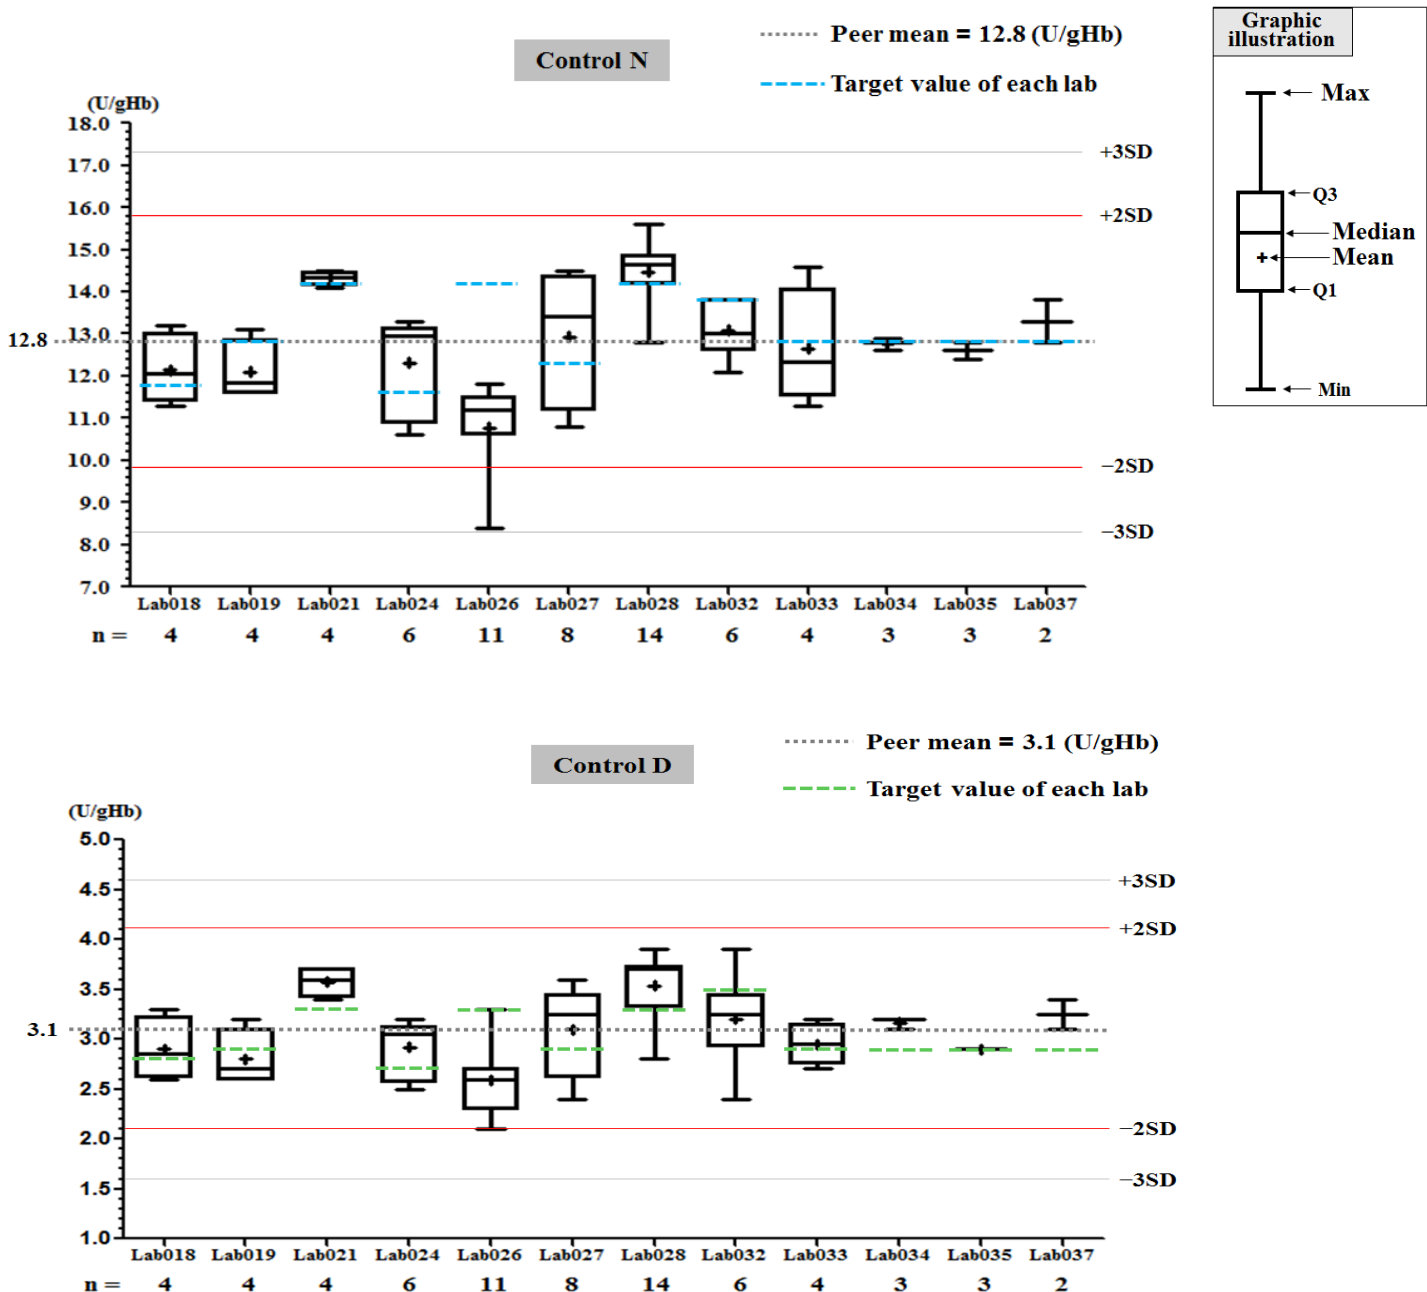 Control N
Peer mean = 12.8 (U/gHb)
Target value of each lab
(U/gHb)
18.0
17.0
16.0
15.0
14.0
13.0
12.0
11.0
10.0
9.0
8.0
7.0
12.8
+3SD
+2SD
−2SD
−3SD
Lab018 Lab019 Lab021 Lab024 Lab026 Lab027 Lab028 Lab032 Lab033 Lab034 Lab035 Lab037
n = 4 4 4 6 11 8 14 6 4 3 3 2
Graphic
illustration
Max
Q3
Median
Mean
Q1
Min
Control D
Peer mean = 3.1 (U/gHb)
Target value of each lab
(U/gHb)
5.0
4.5
4.0
3.5
3.0
2.5
2.0
1.5
1.0
3.1
+3SD
+2SD
−2SD
−3SD
Lab018 Lab019 Lab021 Lab024 Lab026 Lab027 Lab028 Lab032 Lab033 Lab034 Lab035 Lab037
n = 4 4 4 6 11 8 14 6 4 3 3 2